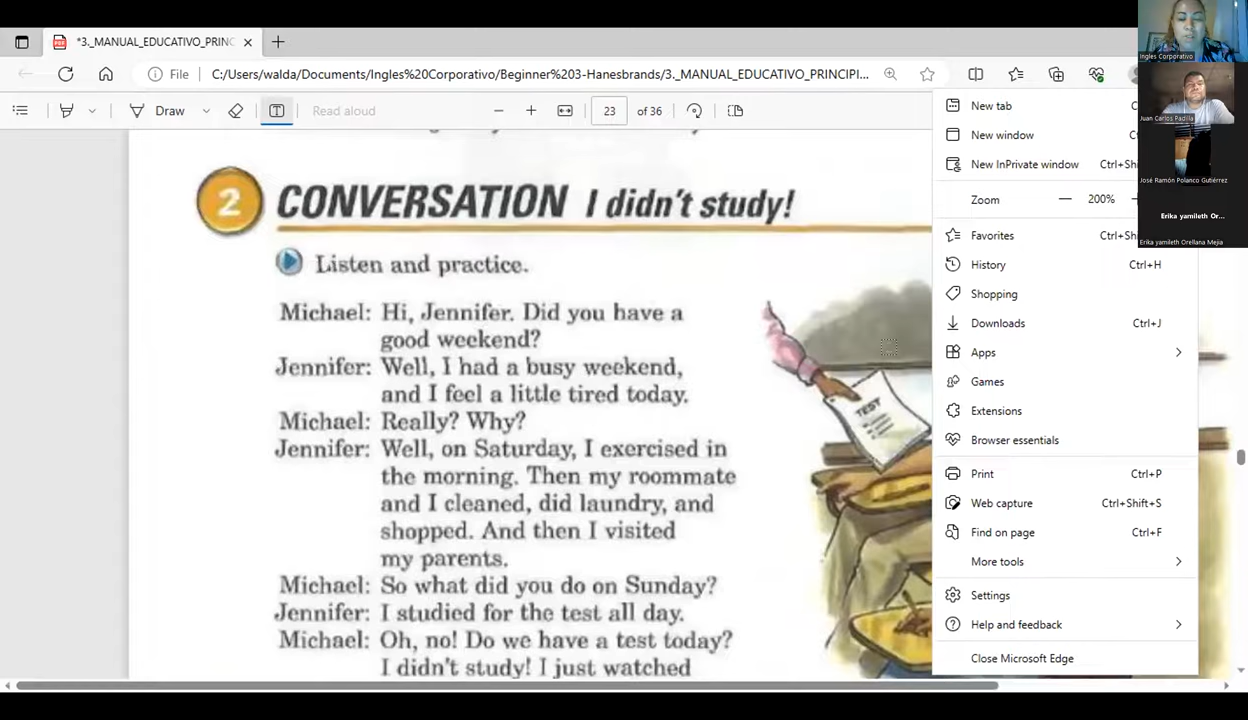 *3._MANUAL_EDUCATIVO_PRINC
File
C:/Users/walda/Documents/Ingles%20Corporativo/Beginner%203-Hanesbrands/3._MANUAL_EDUCATIVO_PRINCIPI...
Draw
Read aloud
23
of 36
2
CONVERSATION I didn't study!
Listen and practice.
Michael: Hi, Jennifer. Did you have a
good weekend?
Jennifer: Well, I had a busy weekend,
and I feel a little tired today.
Michael: Really? Why?
Jennifer: Well, on Saturday, I exercised in
the morning. Then my roommate
and I cleaned, did laundry, and
shopped. And then I visited
my parents.
Michael: So what did you do on Sunday?
Jennifer: I studied for the test all day.
Michael: Oh, no! Do we have a test today?
I didn't study! I just watched
TEST
New tab
New window
New InPrivate window Ctrl+Sh
Zoom
200%
Favorites Ctrl+Sh
History Ctrl+H
Shopping
Downloads Ctrl+J
Apps
Games
Extensions
Browser essentials
Print Ctrl+P
Web capture Ctrl+Shift+S
Find on page Ctrl+F
More tools
Settings
Help and feedback
Close Microsoft Edge
Ingles Corporativo
Juan Carlos Padilla
José Ramón Polanco Gutiérrez
Erika yamileth Or...
Erika yamileth Orellana Mejia